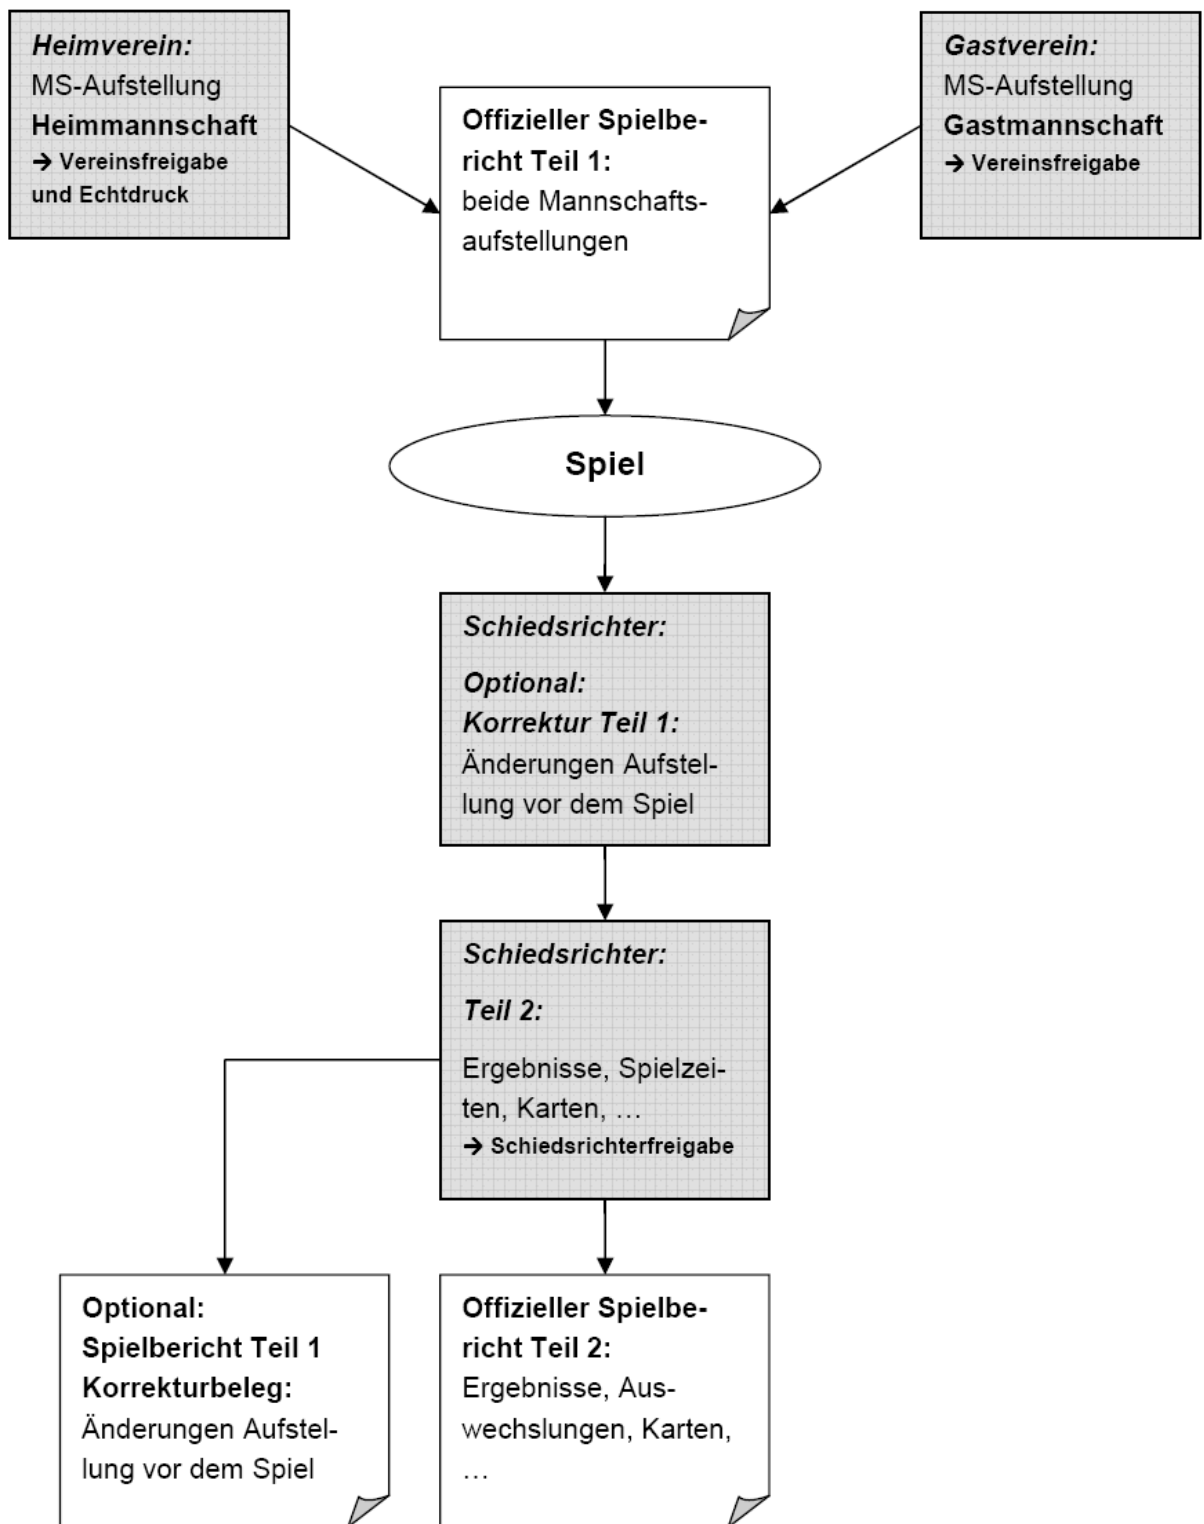 Heimverein:
MS-Aufstellung
Heimmannschaft
→ Vereinsfreigabe
und Echtdruck
Offizieller Spielbe-
richt Teil 1:
beide Mannschafts-
aufstellungen
Gastverein:
MS-Aufstellung
Gastmannschaft
→ Vereinsfreigabe
Spiel
Schiedsrichter:
Optional:
Korrektur Teil 1:
Änderungen Aufstel-
lung vor dem Spiel
Schiedsrichter:
Teil 2:
Ergebnisse, Spielzei-
ten, Karten, …
→ Schiedsrichterfreigabe
Optional:
Spielbericht Teil 1
Korrekturbeleg:
Änderungen Aufstel-
lung vor dem Spiel
Offizieller Spielbe-
richt Teil 2:
Ergebnisse, Aus-
wechslungen, Karten,
…